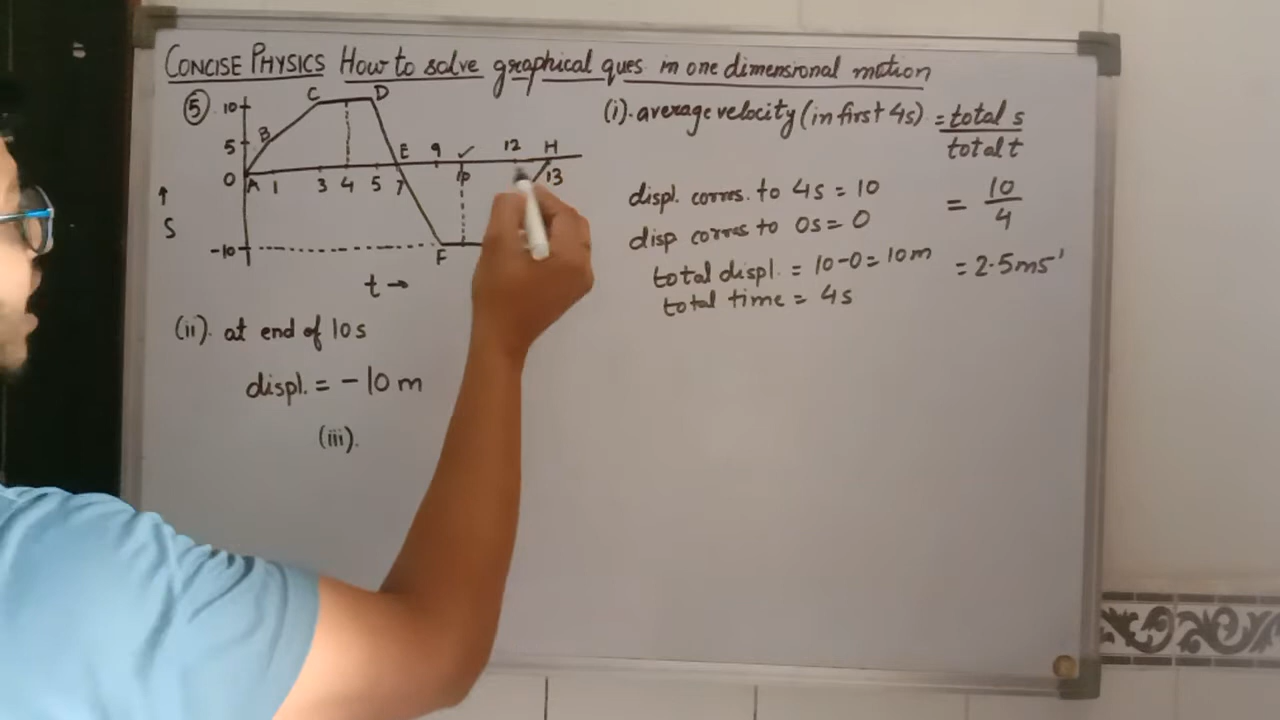 CONCISE PHYSICS How to solve graphical ques in one dimensional motion
(5)
10
C
D
B
5
E
9
✓
12
H
0
A
1
3
4
5
7
10
13
↑
S
-10
F
t →
(i). average velocity (in first 4s) = total s / total t
displ. corres. to 4s = 10
= 10 / 4
disp corres to 0s = 0
total displ. = 10-0 = 10m
= 2.5ms'
total time = 4s
(ii). at end of 10s
displ. = -10m
(iii).